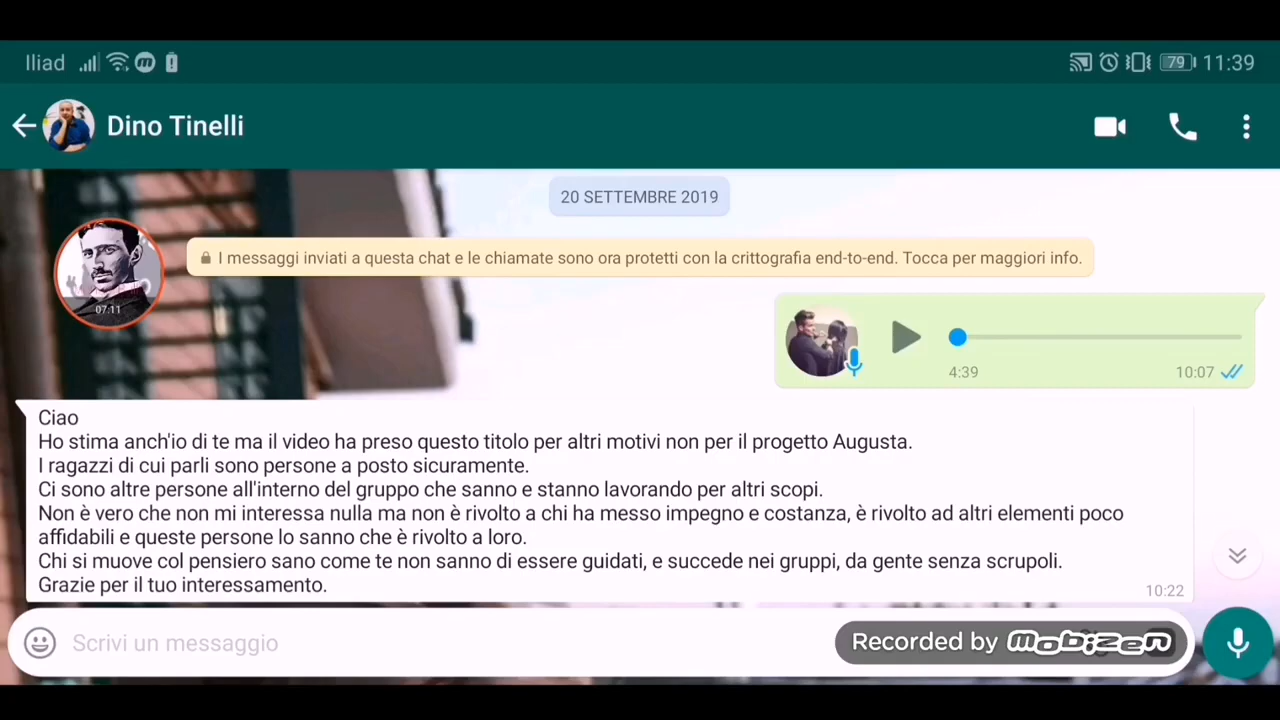 Iliad 79 11:39
Dino Tinelli
20 SETTEMBRE 2019
I messaggi inviati a questa chat e le chiamate sono ora protetti con la crittografia end-to-end. Tocca per maggiori info.
07:11
4:39 10:07
Ciao
Ho stima anch'io di te ma il video ha preso questo titolo per altri motivi non per il progetto Augusta.
I ragazzi di cui parli sono persone a posto sicuramente.
Ci sono altre persone all'interno del gruppo che sanno e stanno lavorando per altri scopi.
Non è vero che non mi interessa nulla ma non è rivolto a chi ha messo impegno e costanza, è rivolto ad altri elementi poco
affidabili e queste persone lo sanno che è rivolto a loro.
Chi si muove col pensiero sano come te non sanno di essere guidati, e succede nei gruppi, da gente senza scrupoli.
Grazie per il tuo interessamento.
10:22
Scrivi un messaggio
Recorded by mobizen